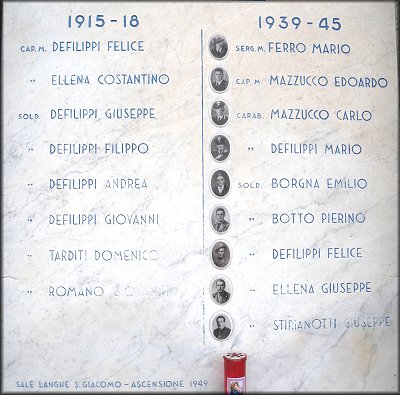 1915-18
CAP. M. DEFILIPPI FELICE
" ELLENA COSTANTINO
SOLD. DEFILIPPI GIUSEPPE
" DEFILIPPI FILIPPO
" DEFILIPPI ANDREA
" DEFILIPPI GIOVANNI
" TARDITI DOMENICO
" ROMANO GIOVANNI
1939-45
SERG. M. FERRO MARIO
CAP. M. MAZZUCCO EDOARDO
CARAB. MAZZUCCO CARLO
" DEFILIPPI MARIO
SOLD. BORGNA EMILIO
" BOTTO PIERINO
" DEFILIPPI FELICE
" ELLENA GIUSEPPE
" STIRIANOTTI GIUSEPPE
SALE LANGHE S. GIACOMO - ASCENSIONE 1949